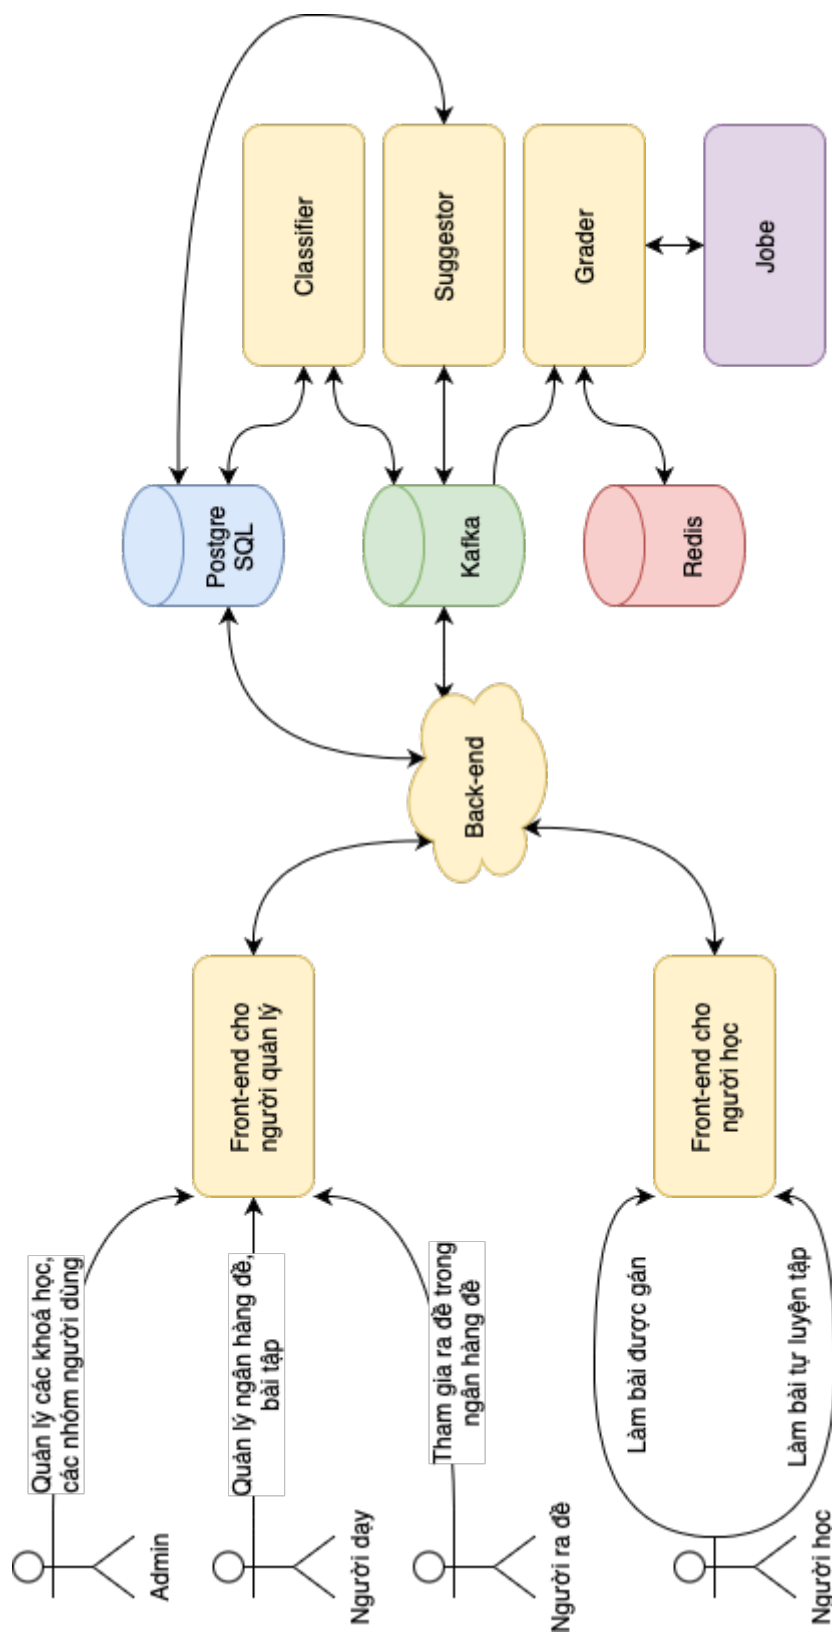 Quản lý các khoá học,
các nhóm người dùng
Admin
Quản lý ngân hàng đề,
bài tập
Người dạy
Tham gia ra đề trong
ngân hàng đề
Người ra đề
Làm bài được gán
Làm bài tự luyện tập
Người học
Front-end cho
người quản lý
Front-end cho
người học
Back-end
Postgre
SQL
Kafka
Redis
Classifier
Suggestor
Grader
Jobe